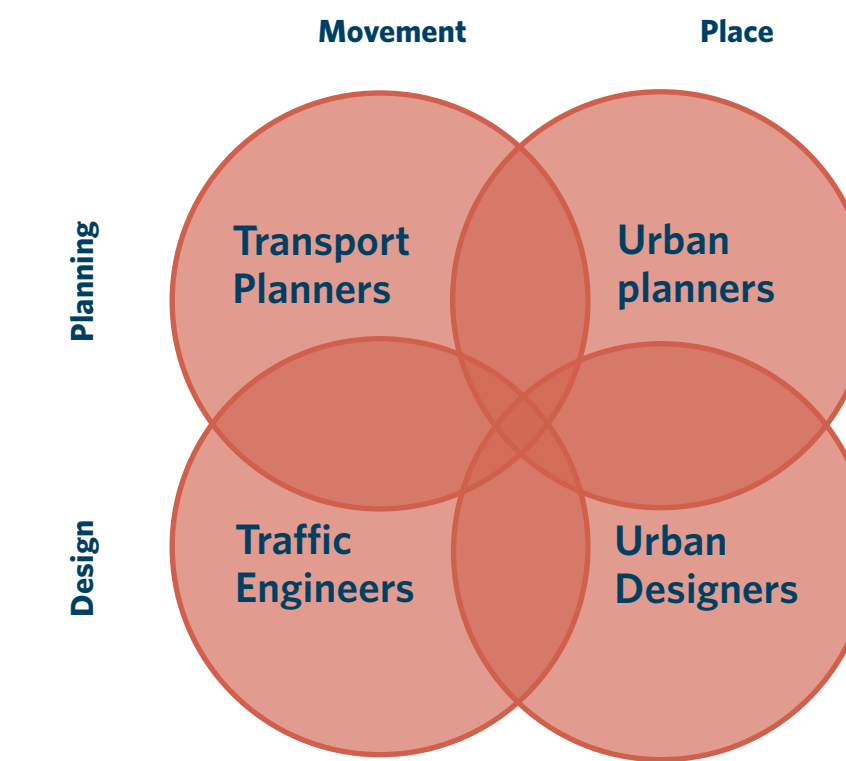 Movement
Place
Planning
Transport
Planners
Urban
planners
Design
Traffic
Engineers
Urban
Designers